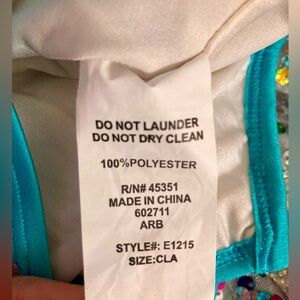 DO NOT LAUNDER
DO NOT DRY CLEAN
100%POLYESTER
R/N# 45351
MADE IN CHINA
602711
ARB
STYLE#: E1215
SIZE:CLA